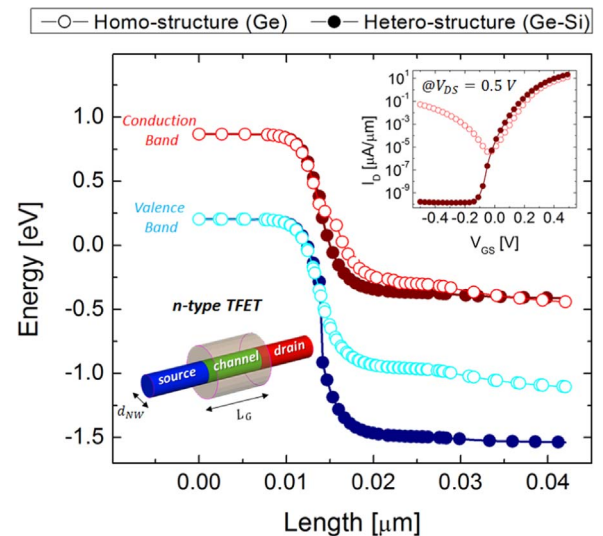 Homo-structure (Ge) Hetero-structure (Ge-Si)
@V_DS = 0.5 V
10^1
10^-1
10^-3
10^-5
10^-7
10^-9
I_D [μA/μm]
-0.4 -0.2 0.0 0.2 0.4
V_GS [V]
Conduction
Band
Valence
Band
1.0
0.5
0.0
-0.5
-1.0
-1.5
Energy [eV]
n-type TFET
source channel drain
d_NW
L_G
0.00 0.01 0.02 0.03 0.04
Length [μm]